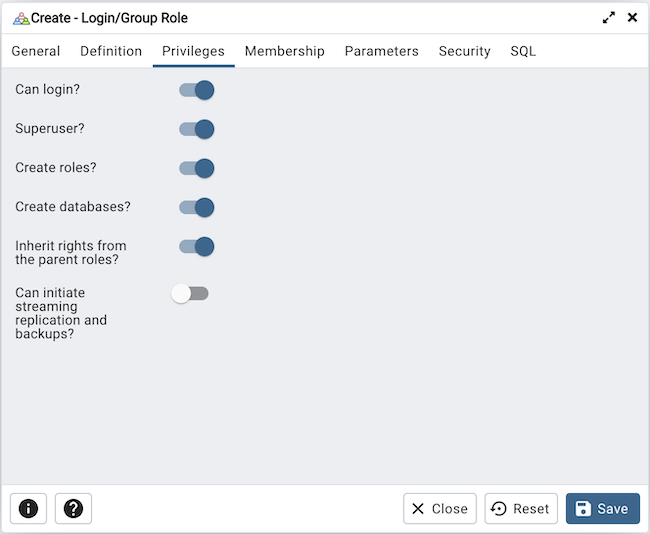 Create - Login/Group Role
General Definition Privileges Membership Parameters Security SQL
Can login?
Superuser?
Create roles?
Create databases?
Inherit rights from
the parent roles?
Can initiate
streaming
replication and
backups?
Close Reset Save